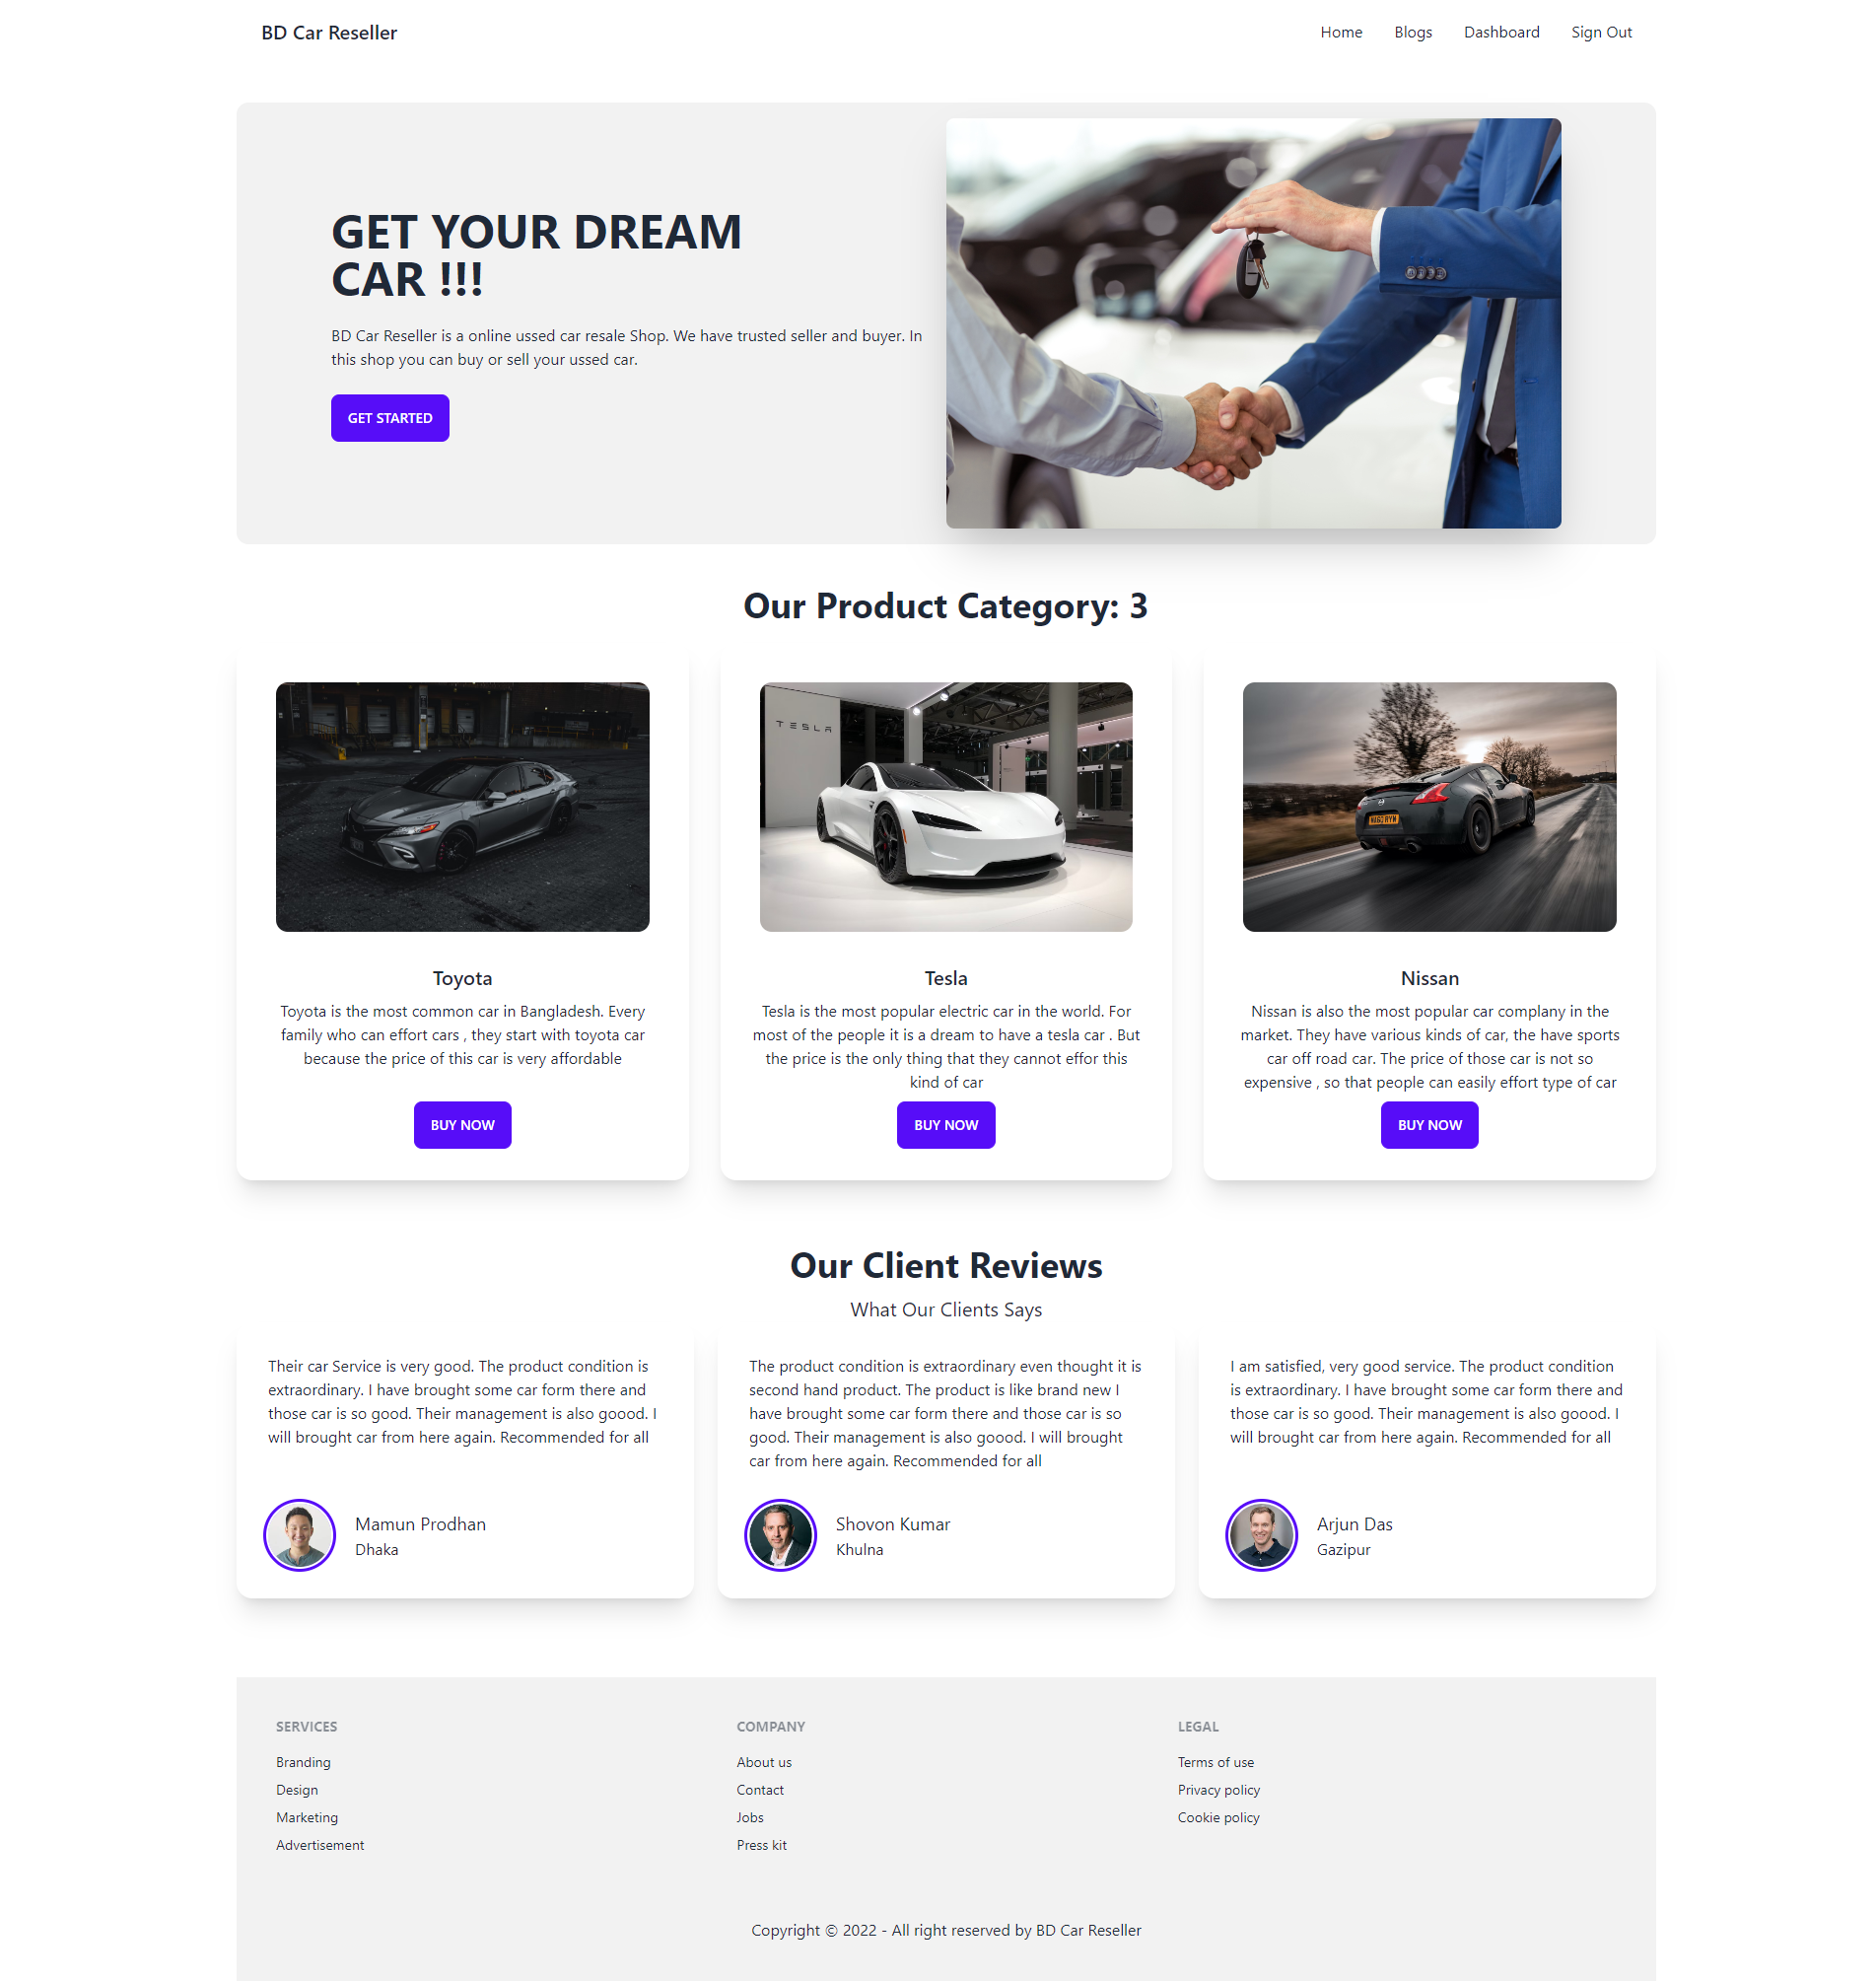 BD Car Reseller
Home
Blogs
Dashboard
Sign Out
GET YOUR DREAM
CAR !!!
BD Car Reseller is a online ussed car resale Shop. We have trusted seller and buyer. In
this shop you can buy or sell your ussed car.
GET STARTED
Our Product Category: 3
TESLA
Toyota
Toyota is the most common car in Bangladesh. Every
family who can effort cars , they start with toyota car
because the price of this car is very affordable
BUY NOW
Tesla
Tesla is the most popular electric car in the world. For
most of the people it is a dream to have a tesla car . But
the price is the only thing that they cannot effor this
kind of car
BUY NOW
Nissan
Nissan is also the most popular car complany in the
market. They have various kinds of car, the have sports
car off road car. The price of those car is not so
expensive , so that people can easily effort type of car
BUY NOW
Our Client Reviews
What Our Clients Says
Their car Service is very good. The product condition is
extraordinary. I have brought some car form there and
those car is so good. Their management is also goood. I
will brought car from here again. Recommended for all
Mamun Prodhan
Dhaka
The product condition is extraordinary even thought it is
second hand product. The product is like brand new I
have brought some car form there and those car is so
good. Their management is also goood. I will brought
car from here again. Recommended for all
Shovon Kumar
Khulna
I am satisfied, very good service. The product condition
is extraordinary. I have brought some car form there and
those car is so good. Their management is also goood. I
will brought car from here again. Recommended for all
Arjun Das
Gazipur
SERVICES
Branding
Design
Marketing
Advertisement
COMPANY
About us
Contact
Jobs
Press kit
LEGAL
Terms of use
Privacy policy
Cookie policy
Copyright © 2022 - All right reserved by BD Car Reseller